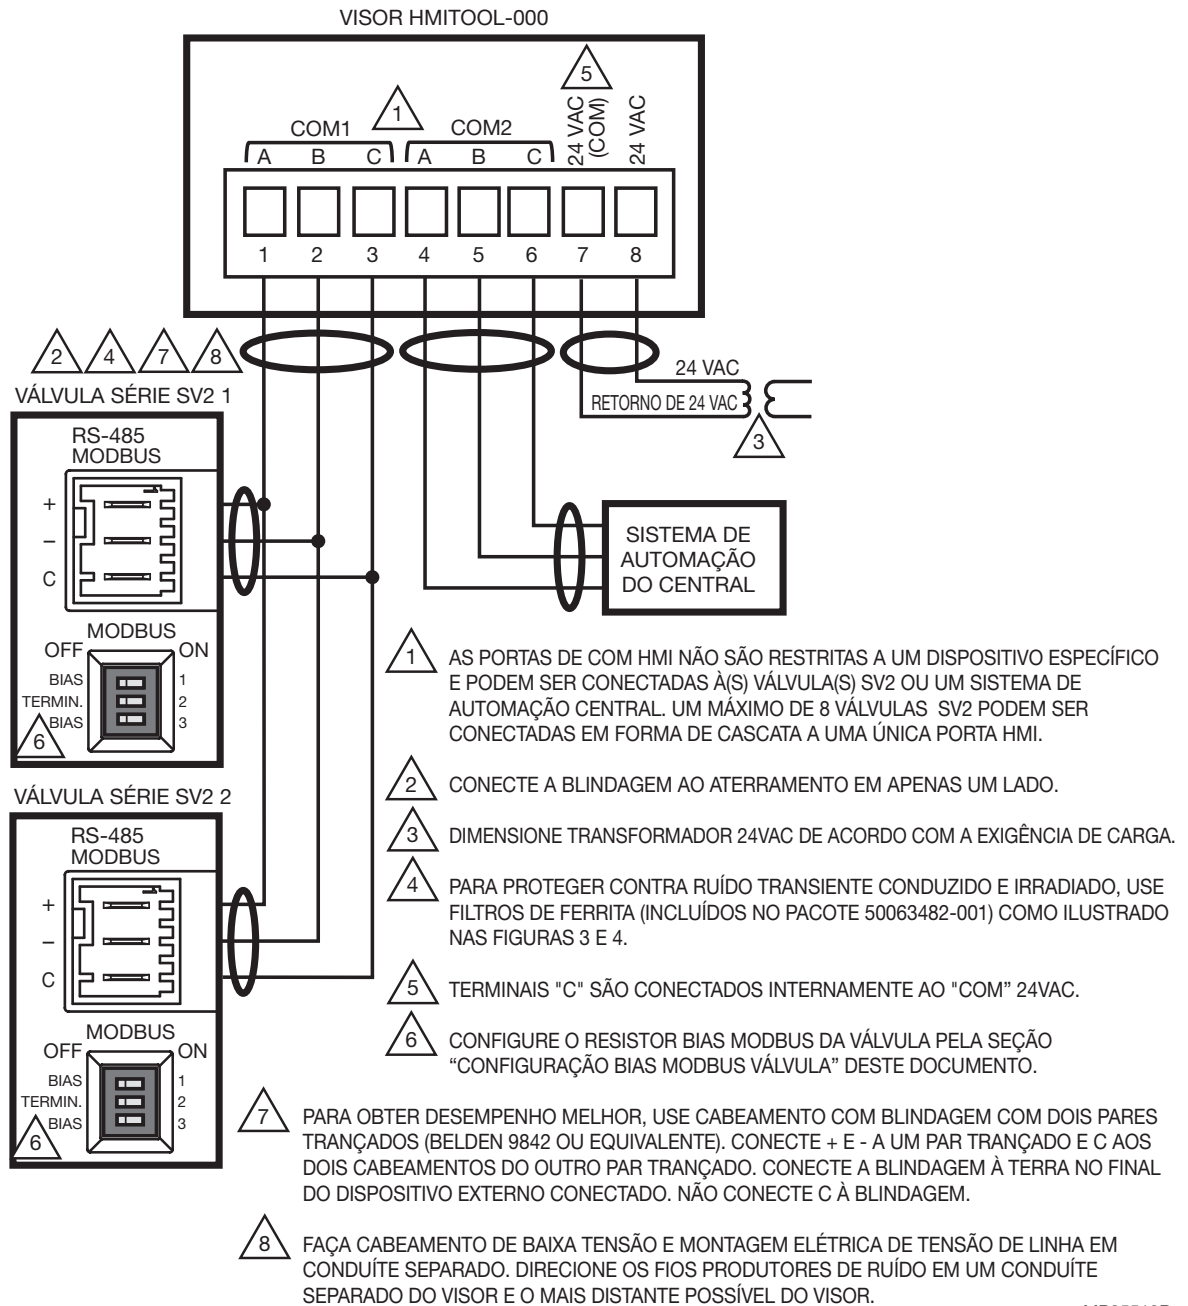 VISOR HMITOOL-000
5
1
COM1
COM2
24 VAC
(COM)
24 VAC
A B C A B C
1 2 3 4 5 6 7 8
2 4 7 8
24 VAC
RETORNO DE 24 VAC
3
VÁLVULA SÉRIE SV2 1
RS-485
MODBUS
+
–
C
MODBUS
OFF ON
BIAS 1
TERMIN. 2
BIAS 3
6
SISTEMA DE
AUTOMAÇÃO
DO CENTRAL
VÁLVULA SÉRIE SV2 2
RS-485
MODBUS
+
–
C
MODBUS
OFF ON
BIAS 1
TERMIN. 2
BIAS 3
6
1 AS PORTAS DE COM HMI NÃO SÃO RESTRITAS A UM DISPOSITIVO ESPECÍFICO
E PODEM SER CONECTADAS À(S) VÁLVULA(S) SV2 OU UM SISTEMA DE
AUTOMAÇÃO CENTRAL. UM MÁXIMO DE 8 VÁLVULAS SV2 PODEM SER
CONECTADAS EM FORMA DE CASCATA A UMA ÚNICA PORTA HMI.
2 CONECTE A BLINDAGEM AO ATERRAMENTO EM APENAS UM LADO.
3 DIMENSIONE TRANSFORMADOR 24VAC DE ACORDO COM A EXIGÊNCIA DE CARGA.
4 PARA PROTEGER CONTRA RUÍDO TRANSIENTE CONDUZIDO E IRRADIADO, USE
FILTROS DE FERRITA (INCLUÍDOS NO PACOTE 50063482-001) COMO ILUSTRADO
NAS FIGURAS 3 E 4.
5 TERMINAIS "C" SÃO CONECTADOS INTERNAMENTE AO "COM” 24VAC.
6 CONFIGURE O RESISTOR BIAS MODBUS DA VÁLVULA PELA SEÇÃO
“CONFIGURAÇÃO BIAS MODBUS VÁLVULA” DESTE DOCUMENTO.
7 PARA OBTER DESEMPENHO MELHOR, USE CABEAMENTO COM BLINDAGEM COM DOIS PARES
TRANÇADOS (BELDEN 9842 OU EQUIVALENTE). CONECTE + E - A UM PAR TRANÇADO E C AOS
DOIS CABEAMENTOS DO OUTRO PAR TRANÇADO. CONECTE A BLINDAGEM À TERRA NO FINAL
DO DISPOSITIVO EXTERNO CONECTADO. NÃO CONECTE C À BLINDAGEM.
8 FAÇA CABEAMENTO DE BAIXA TENSÃO E MONTAGEM ELÉTRICA DE TENSÃO DE LINHA EM
CONDUÍTE SEPARADO. DIRECIONE OS FIOS PRODUTORES DE RUÍDO EM UM CONDUÍTE
SEPARADO DO VISOR E O MAIS DISTANTE POSSÍVEL DO VISOR.